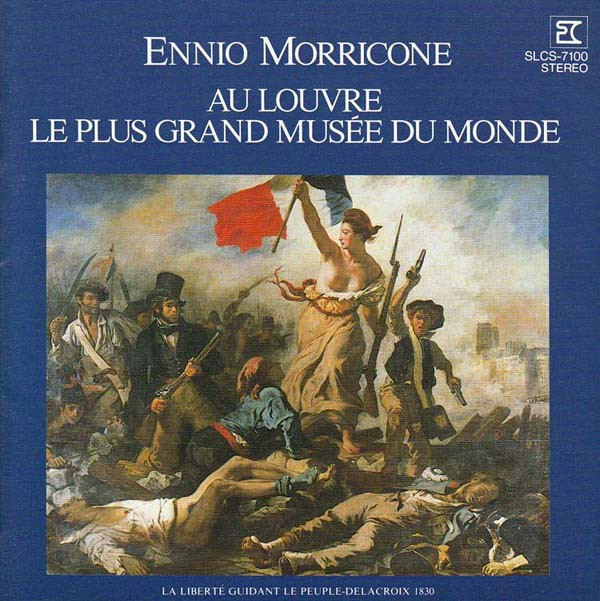 ENNIO MORRICONE
SLCS-7100
STEREO
AU LOUVRE
LE PLUS GRAND MUSÉE DU MONDE
LA LIBERTÉ GUIDANT LE PEUPLE-DELACROIX 1830